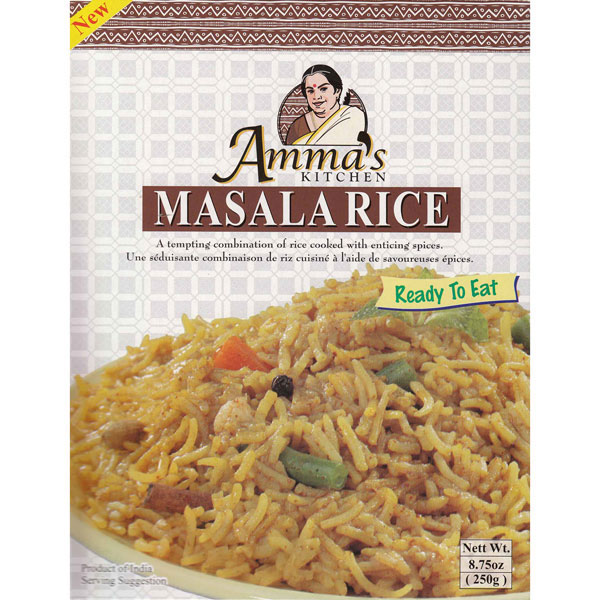 New
Amma's
KITCHEN
MASALA RICE
A tempting combination of rice cooked with enticing spices.
Une séduisante combinaison de riz cuisiné à l'aide de savoureuses épices.
Ready To Eat
Product of India
Serving Suggestion
Nett Wt.
8.75oz
( 250g )